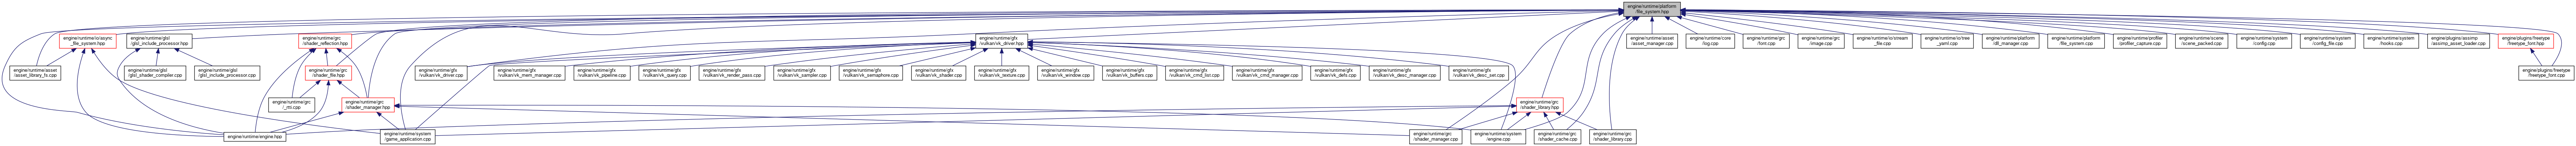 engine/runtime/platform
/file_system.hpp
engine/runtime/io/async
_file_system.hpp
engine/runtime/glsl
/glsl_include_processor.hpp
engine/runtime/grc
/shader_reflection.hpp
engine/runtime/gfx
/vulkan/vk_driver.hpp
engine/runtime/asset
/asset_manager.cpp
engine/runtime/core
/log.cpp
engine/runtime/grc
/font.cpp
engine/runtime/grc
/image.cpp
engine/runtime/io/stream
_file.cpp
engine/runtime/io/tree
_yaml.cpp
engine/runtime/platform
/dll_manager.cpp
engine/runtime/platform
/file_system.cpp
engine/runtime/profiler
/profiler_capture.cpp
engine/runtime/scene
/scene_packed.cpp
engine/runtime/system
/config.cpp
engine/runtime/system
/config_file.cpp
engine/runtime/system
/hooks.cpp
engine/plugins/assimp
/assimp_asset_loader.cpp
engine/plugins/freetype
/freetype_font.hpp
engine/runtime/asset
/asset_library_fs.cpp
engine/runtime/glsl
/glsl_shader_compiler.cpp
engine/runtime/glsl
/glsl_include_processor.cpp
engine/runtime/grc
/shader_file.hpp
engine/runtime/gfx
/vulkan/vk_driver.cpp
engine/runtime/gfx
/vulkan/vk_mem_manager.cpp
engine/runtime/gfx
/vulkan/vk_pipeline.cpp
engine/runtime/gfx
/vulkan/vk_query.cpp
engine/runtime/gfx
/vulkan/vk_render_pass.cpp
engine/runtime/gfx
/vulkan/vk_sampler.cpp
engine/runtime/gfx
/vulkan/vk_semaphore.cpp
engine/runtime/gfx
/vulkan/vk_shader.cpp
engine/runtime/gfx
/vulkan/vk_texture.cpp
engine/runtime/gfx
/vulkan/vk_window.cpp
engine/runtime/gfx
/vulkan/vk_buffers.cpp
engine/runtime/gfx
/vulkan/vk_cmd_list.cpp
engine/runtime/gfx
/vulkan/vk_cmd_manager.cpp
engine/runtime/gfx
/vulkan/vk_defs.cpp
engine/runtime/gfx
/vulkan/vk_desc_manager.cpp
engine/runtime/gfx
/vulkan/vk_desc_set.cpp
engine/plugins/freetype
/freetype_font.cpp
engine/runtime/grc
/_rtti.cpp
engine/runtime/grc
/shader_manager.hpp
engine/runtime/grc
/shader_library.hpp
engine/runtime/engine.hpp
engine/runtime/system
/game_application.cpp
engine/runtime/grc
/shader_manager.cpp
engine/runtime/system
/engine.cpp
engine/runtime/grc
/shader_cache.cpp
engine/runtime/grc
/shader_library.cpp